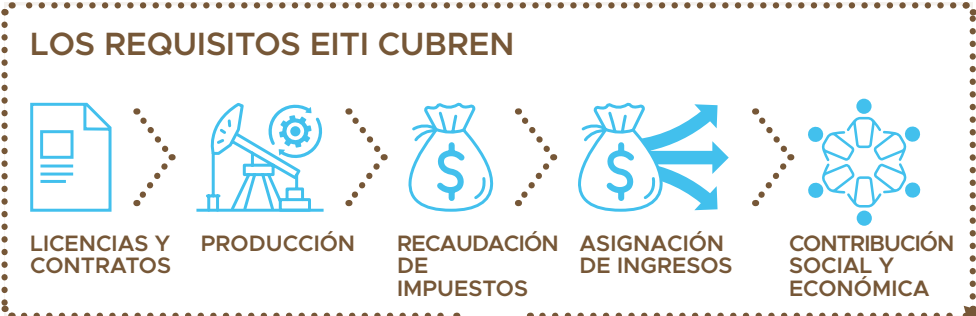 LOS REQUISITOS EITI CUBREN
LICENCIAS Y
CONTRATOS
PRODUCCIÓN
RECAUDACIÓN
DE
IMPUESTOS
ASIGNACIÓN
DE INGRESOS
CONTRIBUCIÓN
SOCIAL Y
ECONÓMICA